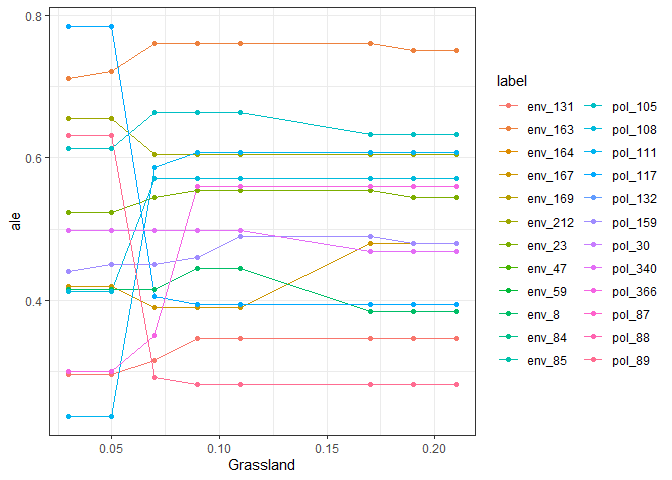 0.8
0.6
0.4
ale
0.05
0.10
0.15
0.20
Grassland
label
env_131
env_163
env_164
env_167
env_169
env_212
env_23
env_47
env_59
env_8
env_84
env_85
pol_105
pol_108
pol_111
pol_117
pol_132
pol_159
pol_30
pol_340
pol_366
pol_87
pol_88
pol_89